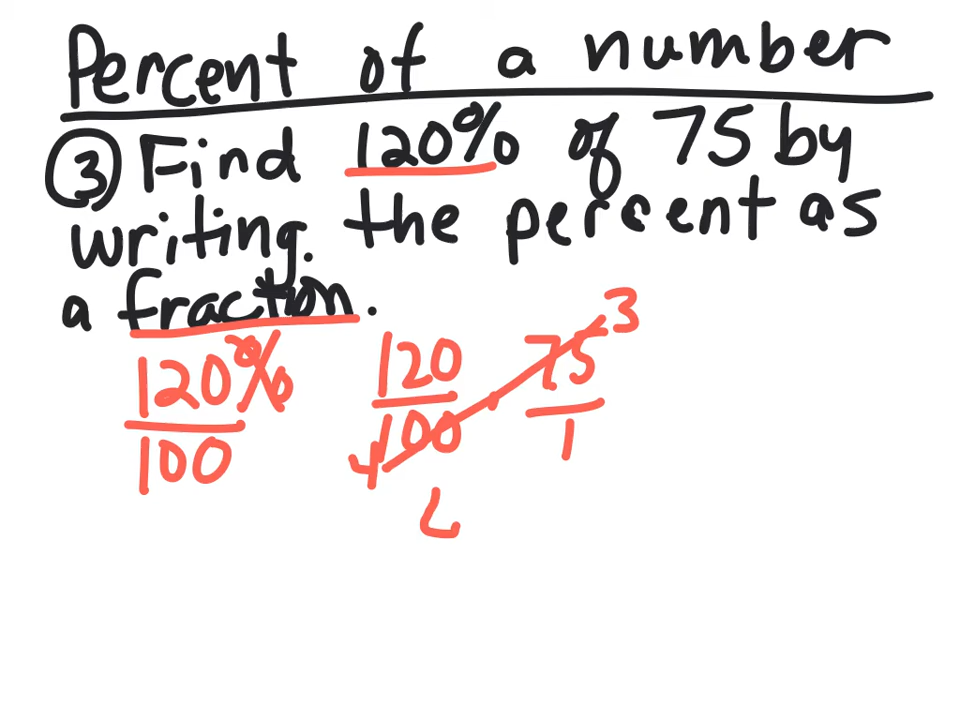 Percent of a number
③ Find 120% of 75 by
writing the percent as
a fraction.
120% 120 · 75 3
100 4 100 1